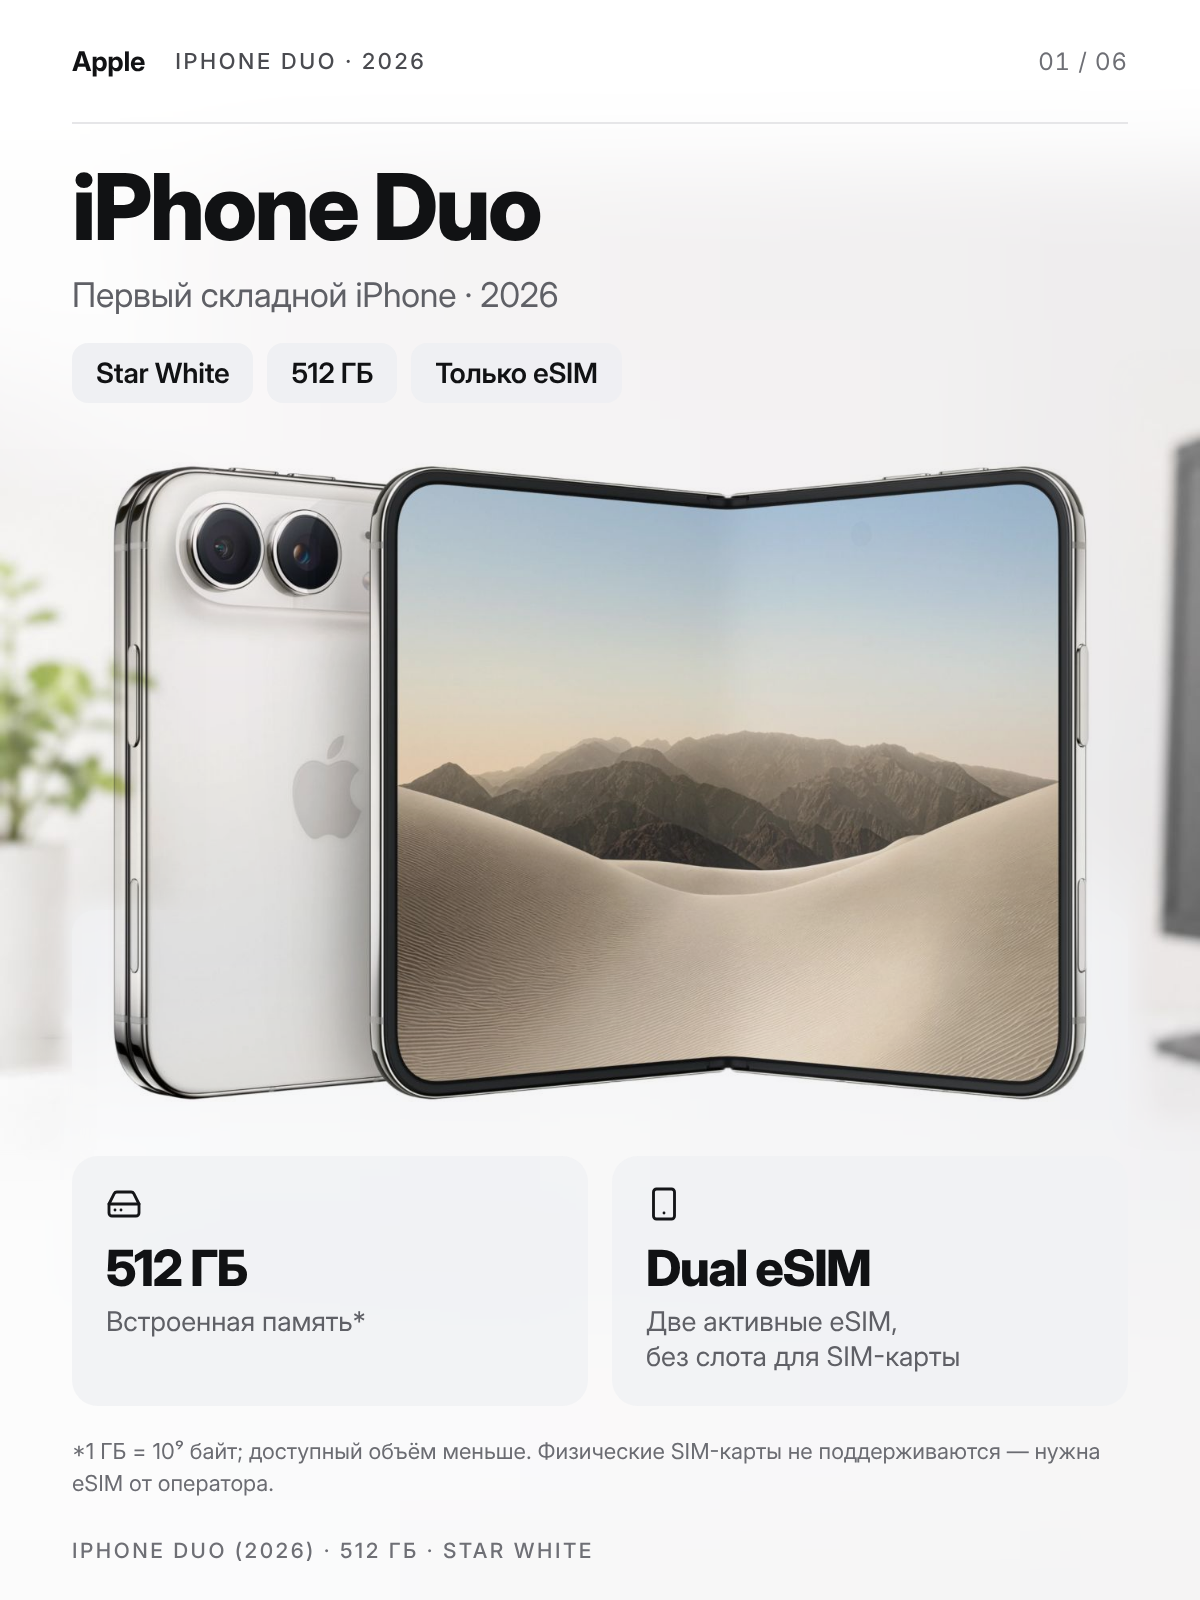 Apple IPHONE DUO · 2026 01 / 06
iPhone Duo
Первый складной iPhone · 2026
Star White 512 ГБ Только eSIM
512 ГБ
Встроенная память*
Dual eSIM
Две активные eSIM,
без слота для SIM-карты
*1 ГБ = 10⁹ байт; доступный объём меньше. Физические SIM-карты не поддерживаются — нужна
eSIM от оператора.
IPHONE DUO (2026) · 512 ГБ · STAR WHITE